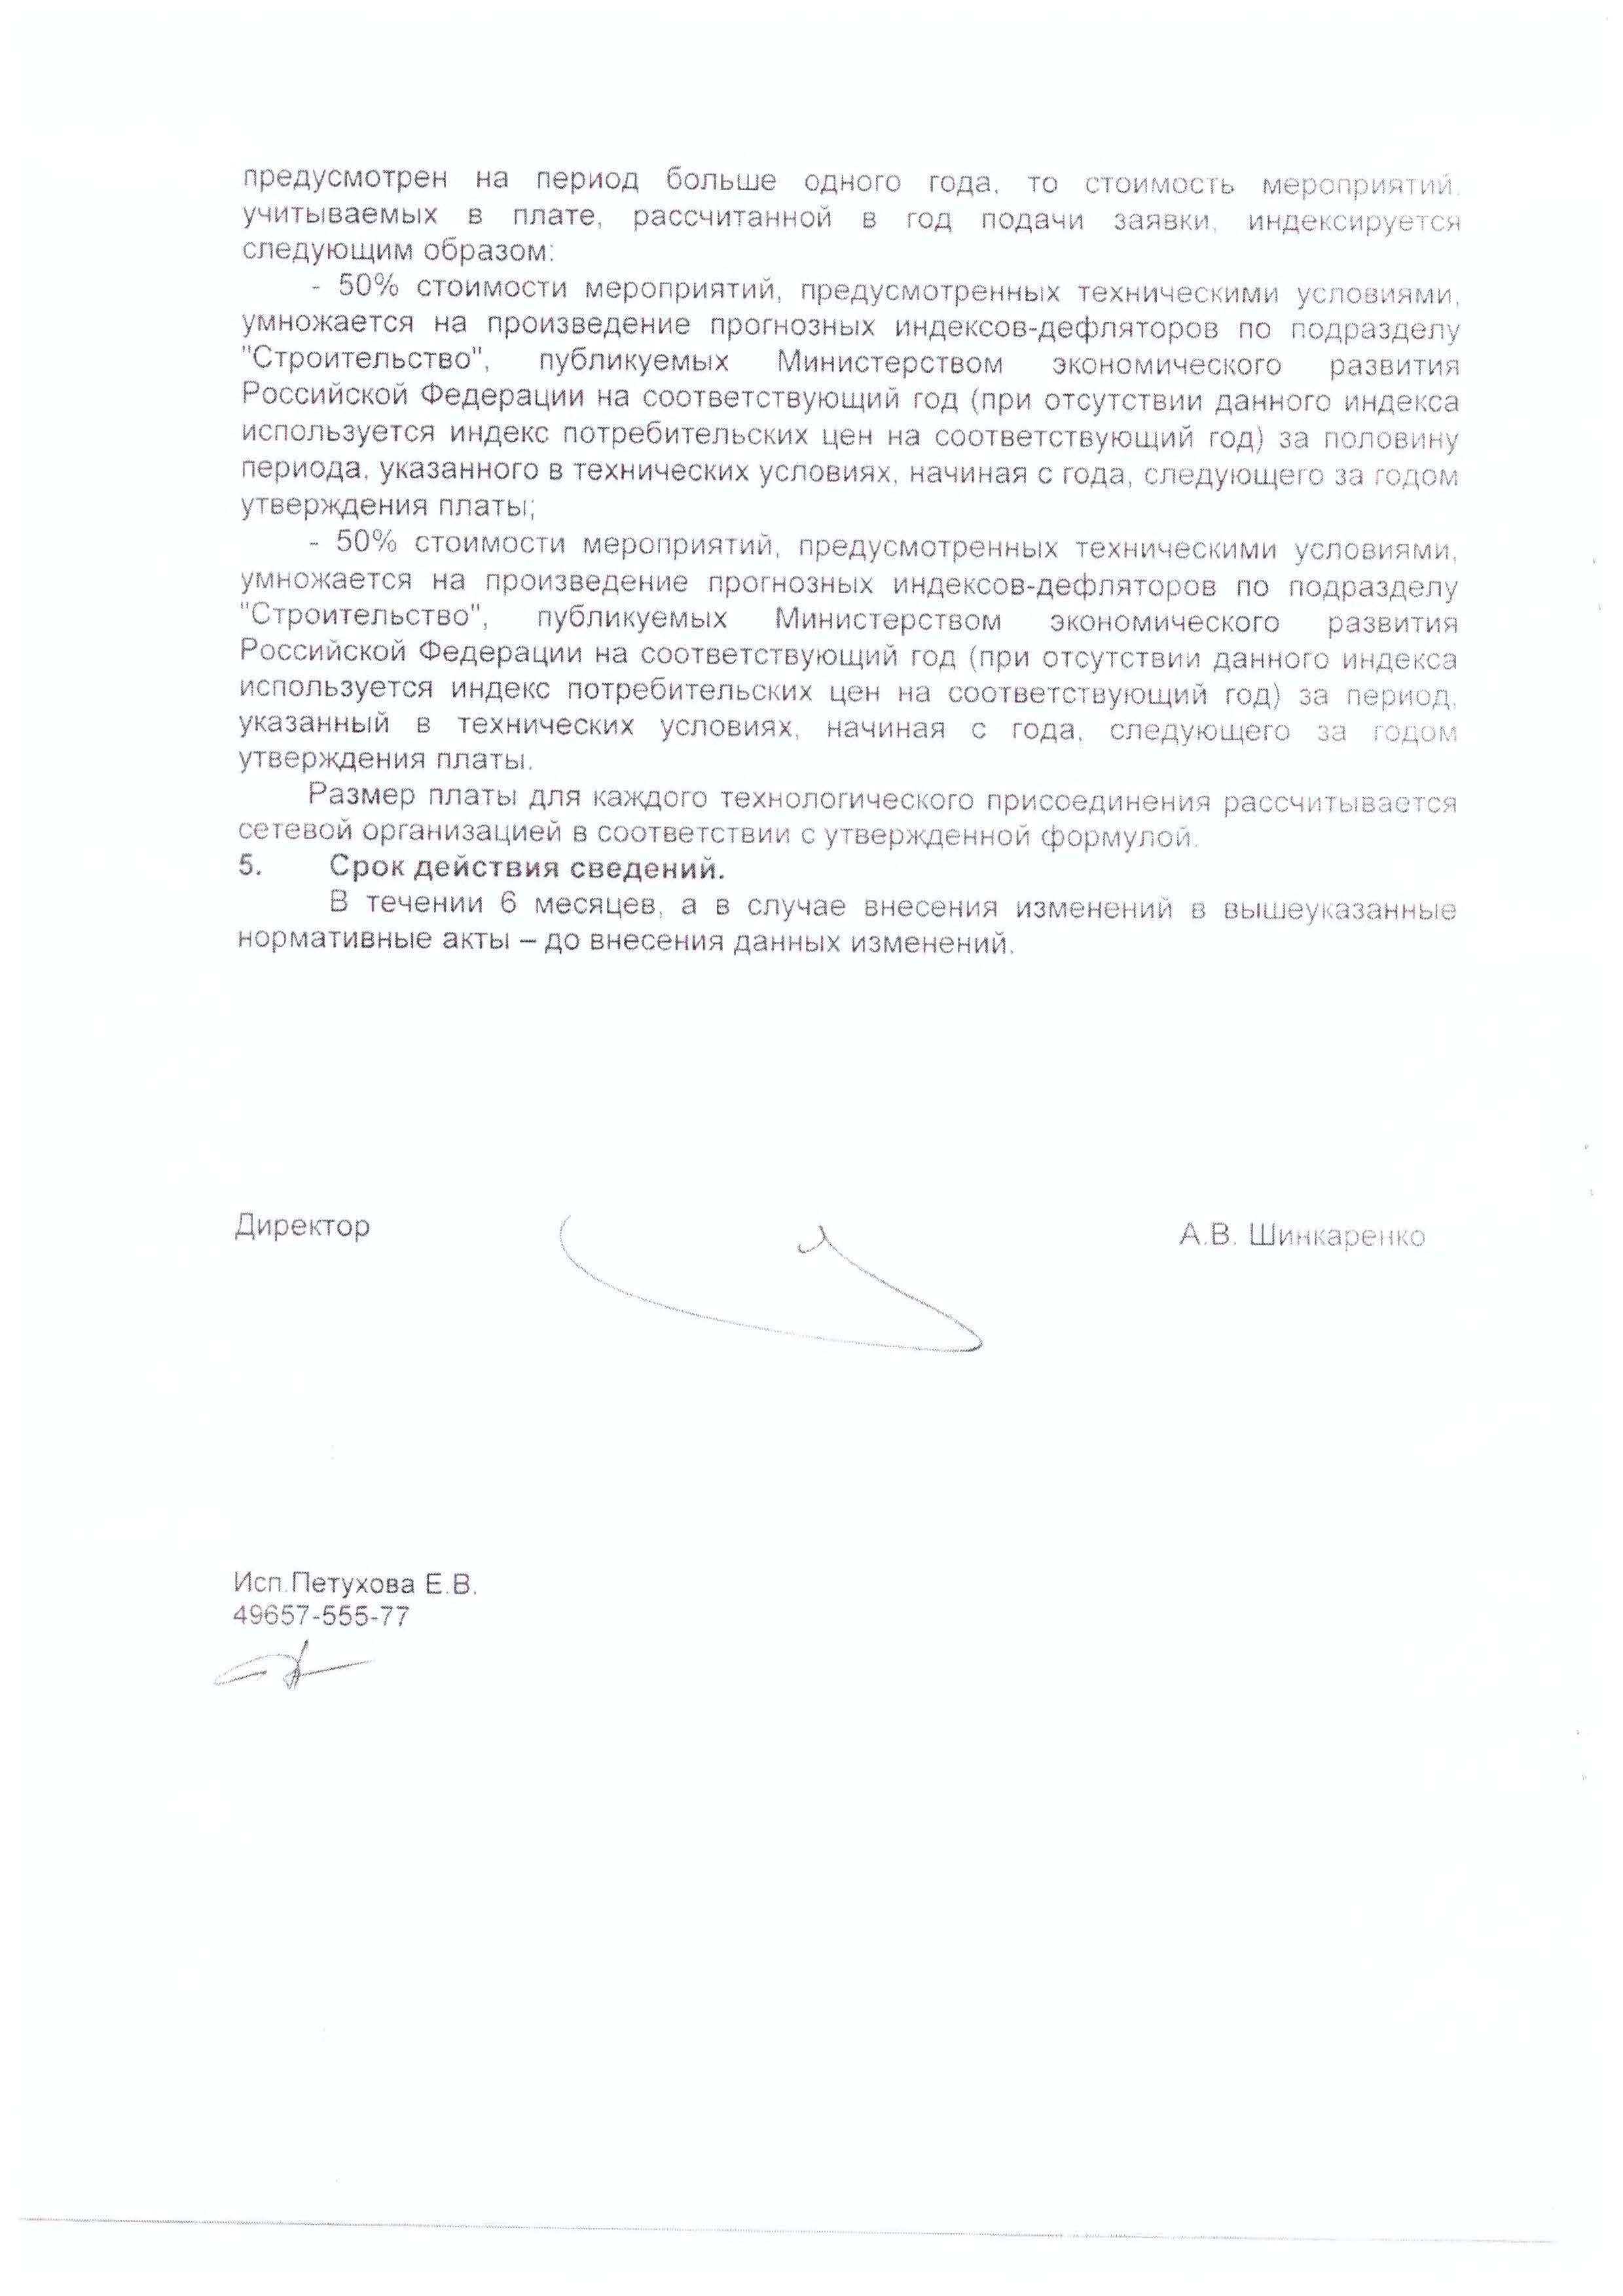 предусмотрен на период больше одного года, то стоимость мероприятий,
учитываемых в плате, рассчитанной в год подачи заявки, индексируется
следующим образом:
- 50% стоимости мероприятий, предусмотренных техническими условиями,
умножается на произведение прогнозных индексов-дефляторов по подразделу
"Строительство", публикуемых Министерством экономического развития
Российской Федерации на соответствующий год (при отсутствии данного индекса
используется индекс потребительских цен на соответствующий год) за половину
периода, указанного в технических условиях, начиная с года, следующего за годом
утверждения платы;
- 50% стоимости мероприятий, предусмотренных техническими условиями,
умножается на произведение прогнозных индексов-дефляторов по подразделу
"Строительство", публикуемых Министерством экономического развития
Российской Федерации на соответствующий год (при отсутствии данного индекса
используется индекс потребительских цен на соответствующий год) за период,
указанный в технических условиях, начиная с года, следующего за годом
утверждения платы.
Размер платы для каждого технологического присоединения рассчитывается
сетевой организацией в соответствии с утвержденной формулой.
5. Срок действия сведений.
В течении 6 месяцев, а в случае внесения изменений в вышеуказанные
нормативные акты – до внесения данных изменений.
Директор А.В. Шинкаренко
Исп.Петухова Е.В.
49657-555-77